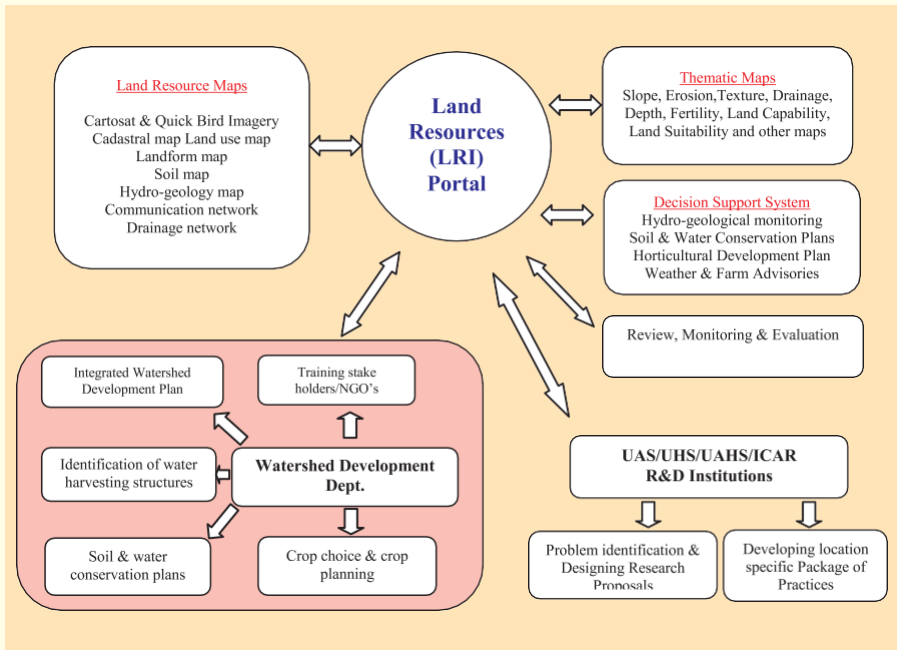 Land Resource Maps
Cartosat & Quick Bird Imagery
Cadastral map Land use map
Landform map
Soil map
Hydro-geology map
Communication network
Drainage network
Land
Resources
(LRI)
Portal
Thematic Maps
Slope, Erosion,Texture, Drainage,
Depth, Fertility, Land Capability,
Land Suitability and other maps
Decision Support System
Hydro-geological monitoring
Soil & Water Conservation Plans
Horticultural Development Plan
Weather & Farm Advisories
Review, Monitoring & Evaluation
Integrated Watershed
Development Plan
Training stake
holders/NGO's
Identification of water
harvesting structures
Watershed Development
Dept.
Soil & water
conservation plans
Crop choice & crop
planning
UAS/UHS/UAHS/ICAR
R&D Institutions
Problem identification &
Designing Research
Proposals
Developing location
specific Package of
Practices